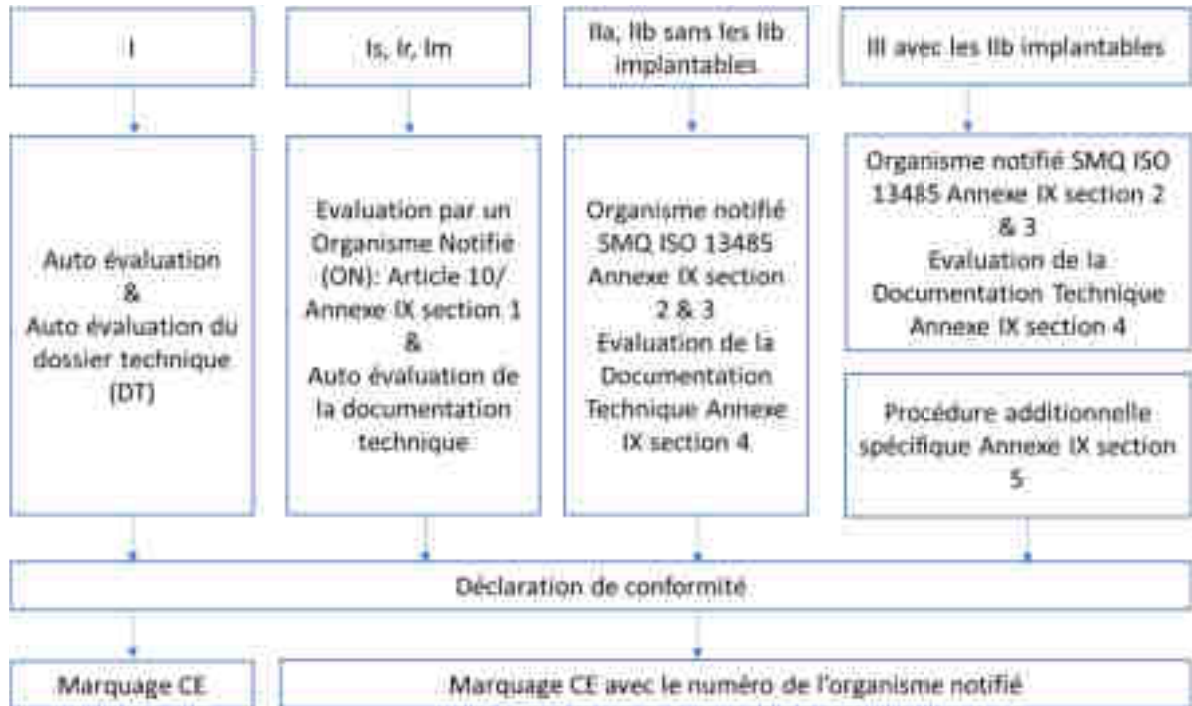 I
Is, Ir, Im
IIa, IIb sans les IIb
implantables
III avec les IIb implantables
Auto évaluation
&
Auto évaluation du
dossier technique
(DT)
Evaluation par un
Organisme Notifié
(ON): Article 10/
Annexe IX section 1
&
Auto évaluation de
la documentation
technique
Organisme notifié
SMQ ISO 13485
Annexe IX section
2 & 3
Evaluation de la
Documentation
Technique Annexe
IX section 4
Organisme notifié SMQ ISO
13485 Annexe IX section 2
& 3
Evaluation de la
Documentation Technique
Annexe IX section 4
Procédure additionnelle
spécifique Annexe IX section
5
Déclaration de conformité
Marquage CE
Marquage CE avec le numéro de l'organisme notifié